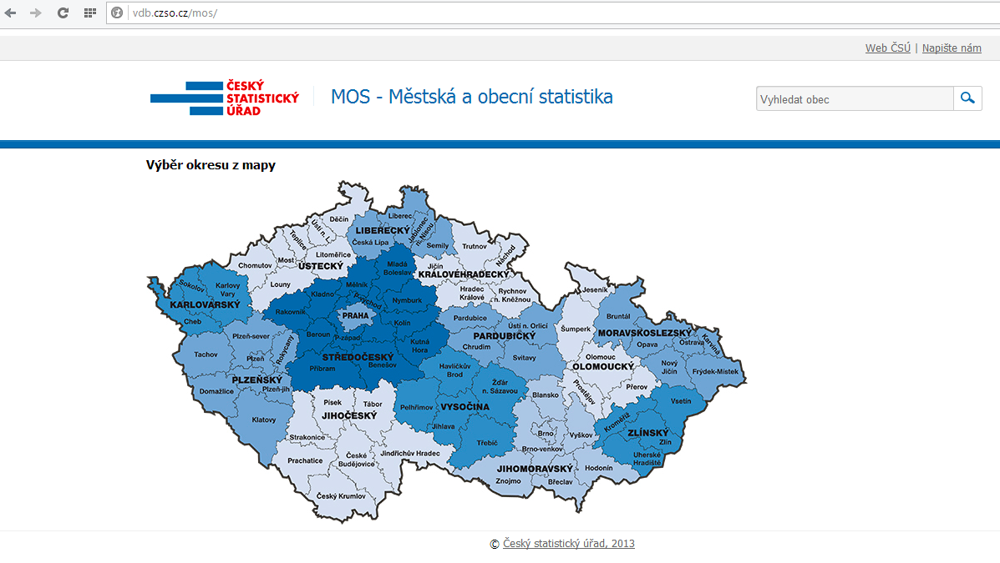 vdb.czso.cz/mos/
Web ČSÚ | Napište nám
ČESKÝ
STATISTICKÝ
ÚŘAD
MOS - Městská a obecní statistika
Vyhledat obec
Výběr okresu z mapy
Děčín
Ústí n. L.
Teplice
Liberec
Jablonec
n. Nisou
LIBERECKÝ
Česká Lípa
Semily
Trutnov
Náchod
Litoměřice
Most
Chomutov
ÚSTECKÝ
Louny
Mladá
Boleslav
Jičín
KRÁLOVÉHRADECKÝ
Hradec
Králové
Rychnov
n. Kněžnou
Jeseník
Sokolov
Karlovy
Vary
KARLOVARSKÝ
Cheb
Kladno
Mělník
P-východ
Nymburk
Rakovník
PRAHA
Kolín
Beroun
P-západ
Kutná
Hora
STŘEDOČESKÝ
Příbram
Benešov
Pardubice
Ústí n. Orlicí
PARDUBICKÝ
Chrudim
Svitavy
Šumperk
Bruntál
MORAVSKOSLEZSKÝ
Opava
Ostrava
Karviná
Nový
Jičín
Frýdek-Místek
Plzeň-sever
Rokycany
Tachov
Plzeň
PLZEŇSKÝ
Plzeň-jih
Domažlice
Klatovy
Olomouc
OLOMOUCKÝ
Prostějov
Přerov
Havlíčkův
Brod
Žďár
n. Sázavou
Pelhřimov
VYSOČINA
Jihlava
Třebíč
Písek
Tábor
JIHOČESKÝ
Strakonice
Prachatice
České
Budějovice
Jindřichův Hradec
Český Krumlov
Blansko
Brno
Vyškov
Brno-venkov
JIHOMORAVSKÝ
Hodonín
Znojmo
Břeclav
Vsetín
Kroměříž
ZLÍNSKÝ
Zlín
Uherské
Hradiště
© Český statistický úřad, 2013